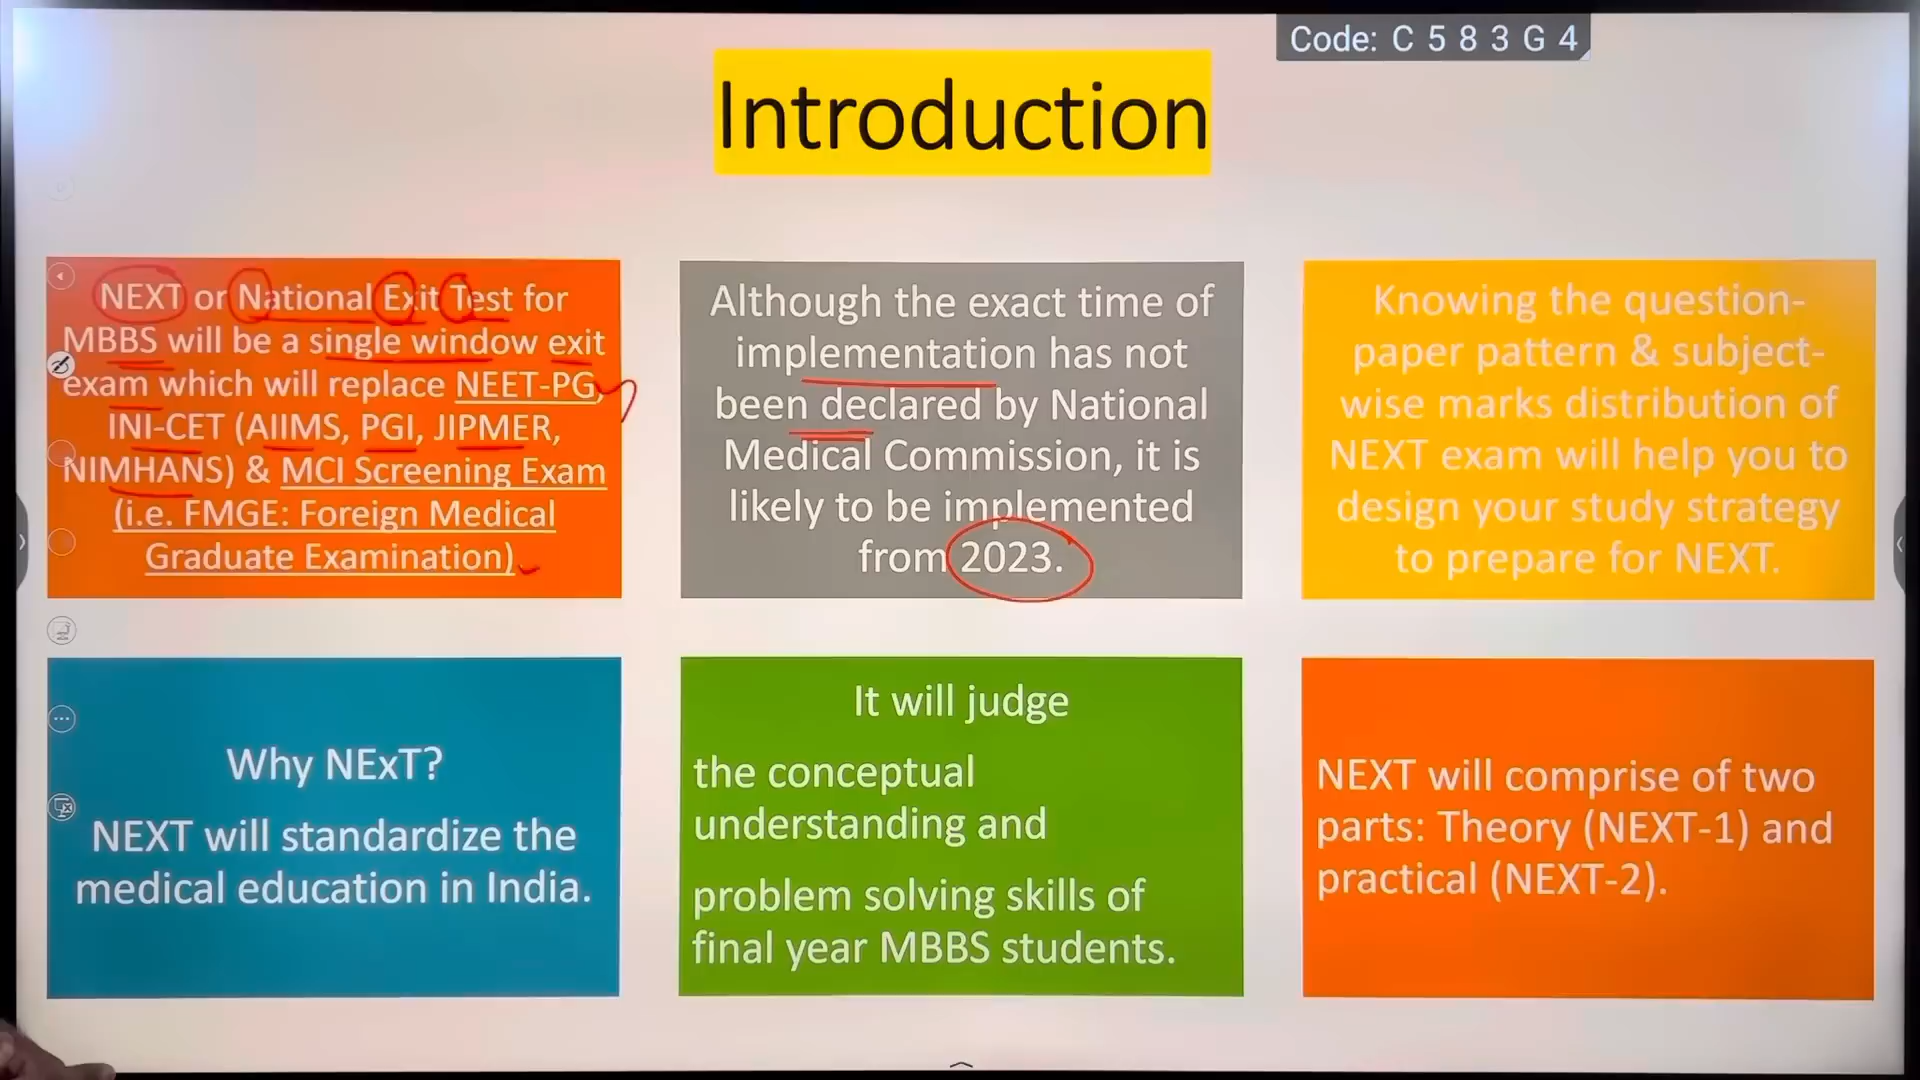 Code: C 5 8 3 G 4
Introduction
NEXT or National Exit Test for
MBBS will be a single window exit
exam which will replace NEET-PG,
INI-CET (AIIMS, PGI, JIPMER,
NIMHANS) & MCI Screening Exam
(i.e. FMGE: Foreign Medical
Graduate Examination).
Although the exact time of
implementation has not
been declared by National
Medical Commission, it is
likely to be implemented
from 2023.
Knowing the question-
paper pattern & subject-
wise marks distribution of
NEXT exam will help you to
design your study strategy
to prepare for NEXT.
Why NExT?
NEXT will standardize the
medical education in India.
It will judge
the conceptual
understanding and
problem solving skills of
final year MBBS students.
NEXT will comprise of two
parts: Theory (NEXT-1) and
practical (NEXT-2).